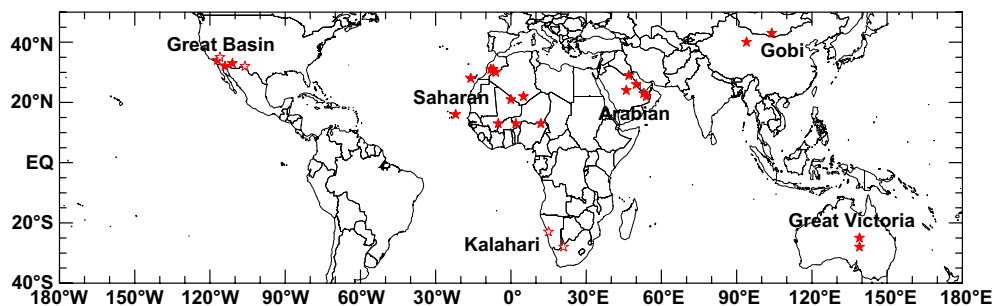 40°N
Great Basin
Gobi
20°N
Saharan
Arabian
EQ
20°S
Kalahari
Great Victoria
40°S
180°W 150°W 120°W 90°W 60°W 30°W 0° 30°E 60°E 90°E 120°E 150°E 180°E